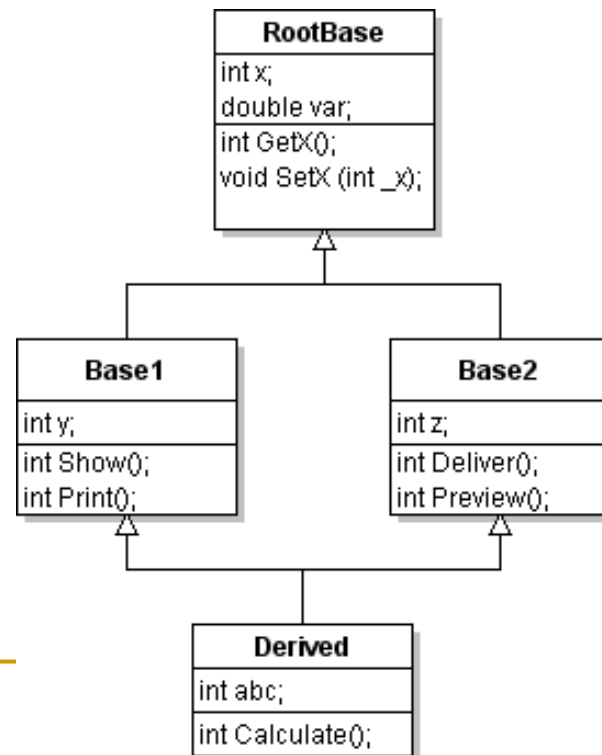 RootBase
int x;
double var;
int GetX();
void SetX (int _x);
Base1
int y;
int Show();
int Print();
Base2
int z;
int Deliver();
int Preview();
Derived
int abc;
int Calculate();